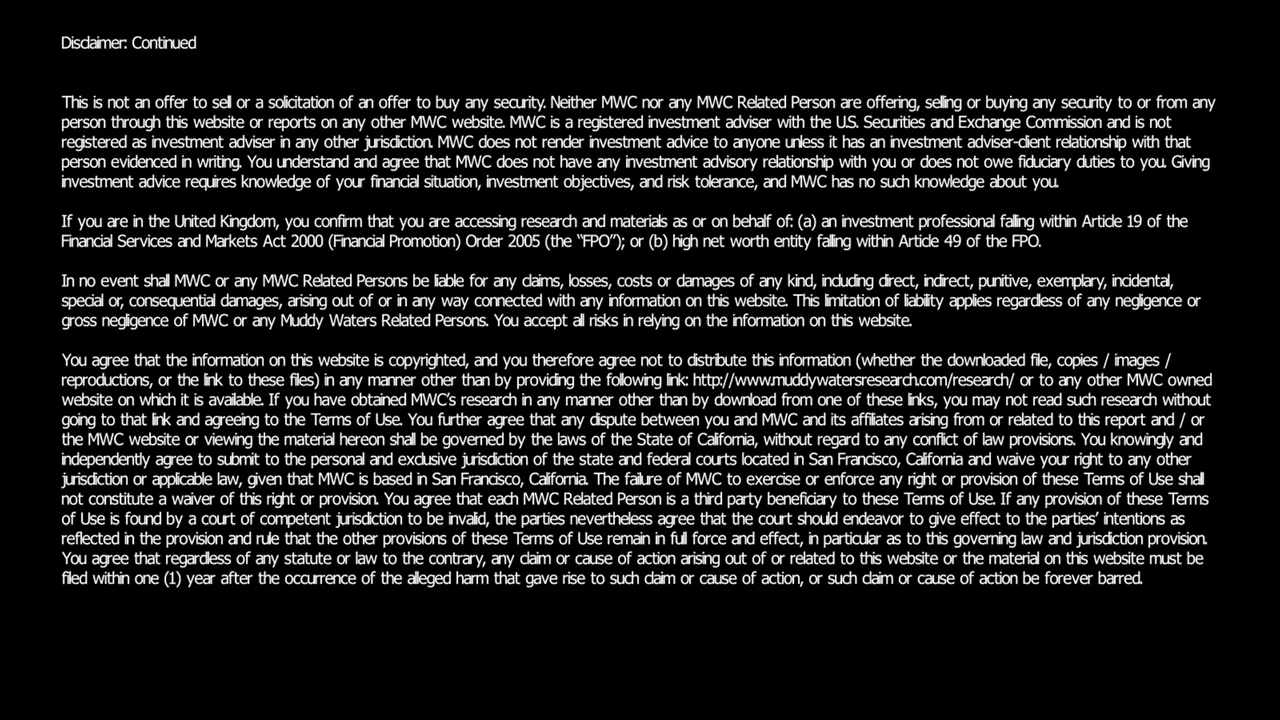 Disclaimer: Continued
This is not an offer to sell or a solicitation of an offer to buy any security. Neither MWC nor any MWC Related Person are offering, selling or buying any security to or from any
person through this website or reports on any other MWC website. MWC is a registered investment adviser with the U.S. Securities and Exchange Commission and is not
registered as investment adviser in any other jurisdiction. MWC does not render investment advice to anyone unless it has an investment adviser-client relationship with that
person evidenced in writing. You understand and agree that MWC does not have any investment advisory relationship with you or does not owe fiduciary duties to you. Giving
investment advice requires knowledge of your financial situation, investment objectives, and risk tolerance, and MWC has no such knowledge about you.
If you are in the United Kingdom, you confirm that you are accessing research and materials as or on behalf of: (a) an investment professional falling within Article 19 of the
Financial Services and Markets Act 2000 (Financial Promotion) Order 2005 (the “FPO”); or (b) high net worth entity falling within Article 49 of the FPO.
In no event shall MWC or any MWC Related Persons be liable for any claims, losses, costs or damages of any kind, including direct, indirect, punitive, exemplary, incidental,
special or, consequential damages, arising out of or in any way connected with any information on this website. This limitation of liability applies regardless of any negligence or
gross negligence of MWC or any Muddy Waters Related Persons. You accept all risks in relying on the information on this website.
You agree that the information on this website is copyrighted, and you therefore agree not to distribute this information (whether the downloaded file, copies / images /
reproductions, or the link to these files) in any manner other than by providing the following link: http://www.muddywatersresearch.com/research/ or to any other MWC owned
website on which it is available. If you have obtained MWC’s research in any manner other than by download from one of these links, you may not read such research without
going to that link and agreeing to the Terms of Use. You further agree that any dispute between you and MWC and its affiliates arising from or related to this report and / or
the MWC website or viewing the material hereon shall be governed by the laws of the State of California, without regard to any conflict of law provisions. You knowingly and
independently agree to submit to the personal and exclusive jurisdiction of the state and federal courts located in San Francisco, California and waive your right to any other
jurisdiction or applicable law, given that MWC is based in San Francisco, California. The failure of MWC to exercise or enforce any right or provision of these Terms of Use shall
not constitute a waiver of this right or provision. You agree that each MWC Related Person is a third party beneficiary to these Terms of Use. If any provision of these Terms
of Use is found by a court of competent jurisdiction to be invalid, the parties nevertheless agree that the court should endeavor to give effect to the parties’ intentions as
reflected in the provision and rule that the other provisions of these Terms of Use remain in full force and effect, in particular as to this governing law and jurisdiction provision.
You agree that regardless of any statute or law to the contrary, any claim or cause of action arising out of or related to this website or the material on this website must be
filed within one (1) year after the occurrence of the alleged harm that gave rise to such claim or cause of action, or such claim or cause of action be forever barred.